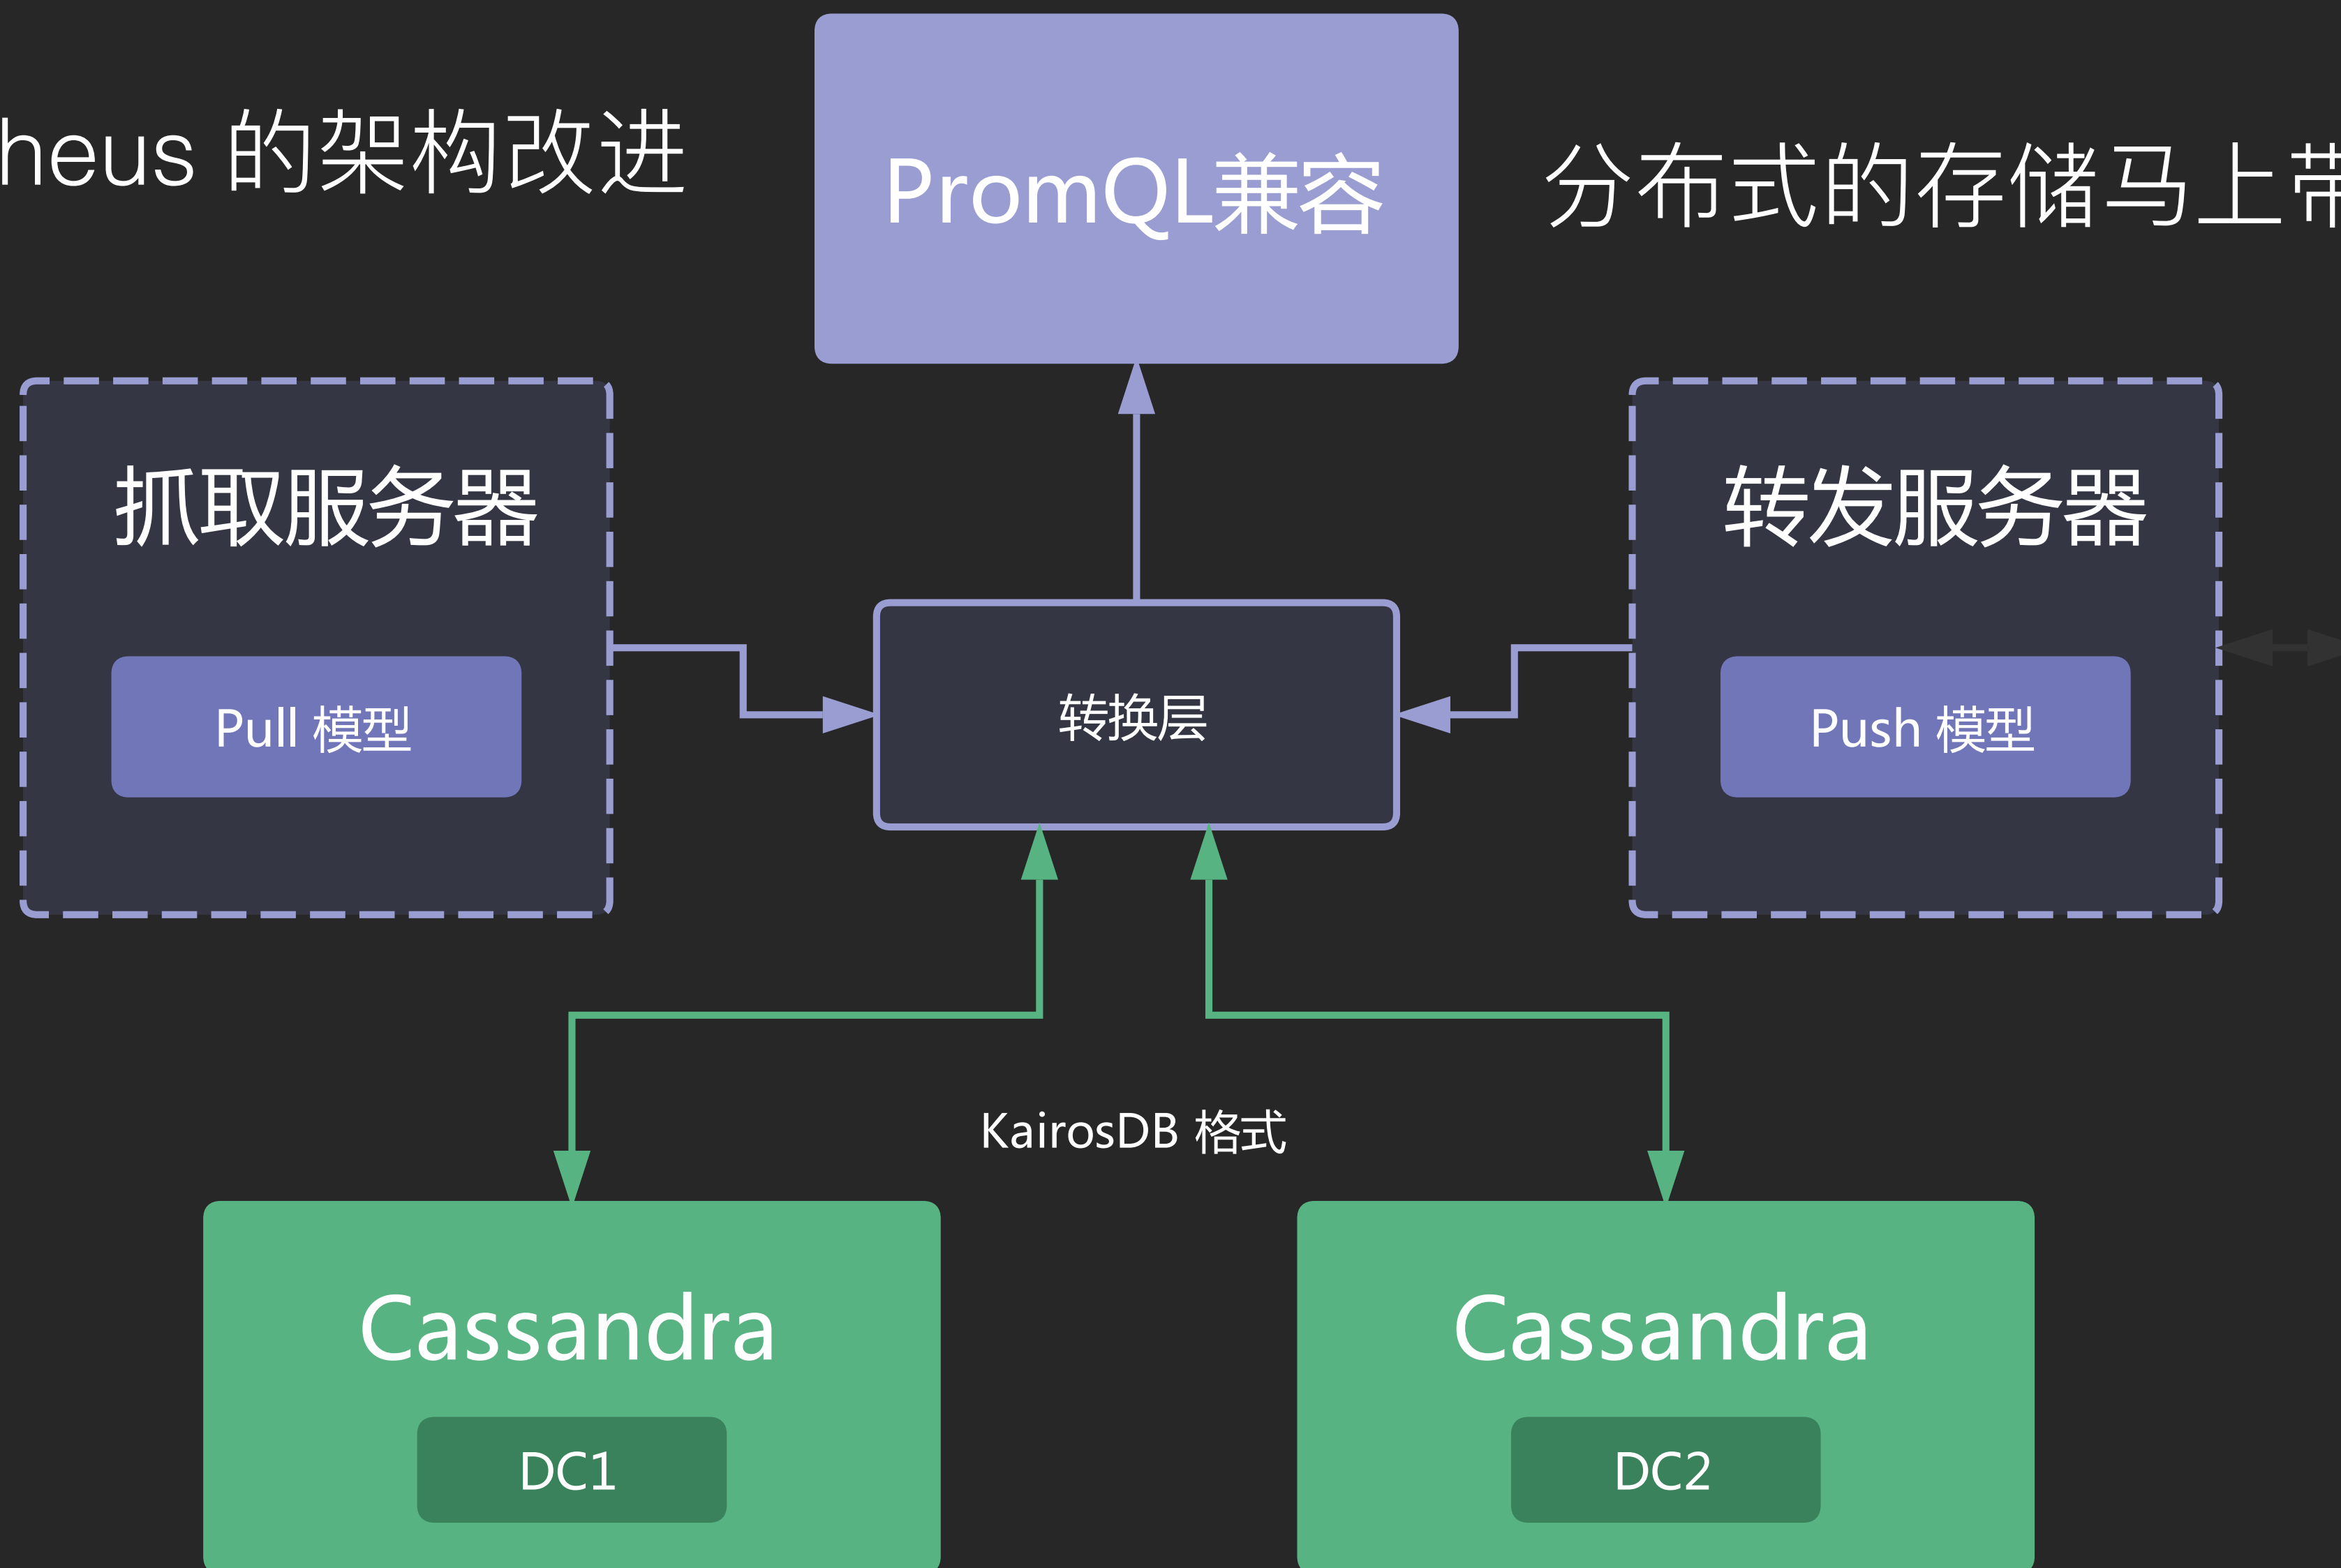 heus 的架构改进
PromQL兼容
分布式的存储马上带
抓取服务器
转发服务器
Pull 模型
转换层
Push 模型
KairosDB 格式
Cassandra
Cassandra
DC1
DC2